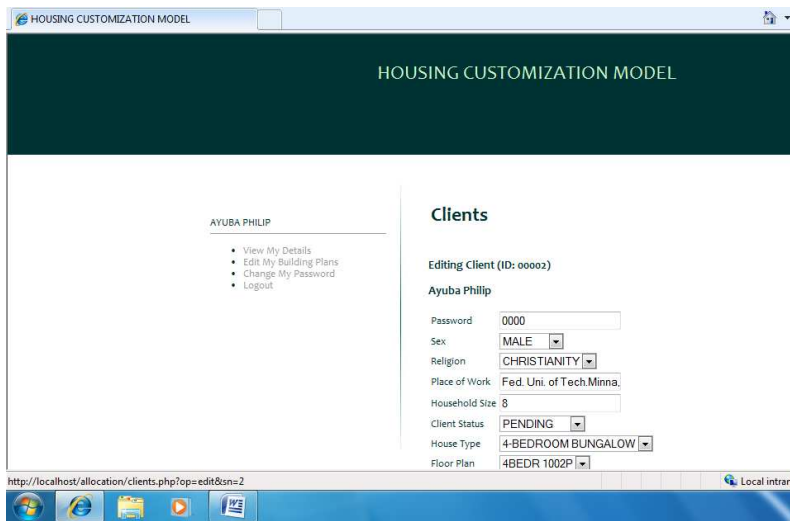 HOUSING CUSTOMIZATION MODEL
HOUSING CUSTOMIZATION MODEL
AYUBA PHILIP
View My Details
Edit My Building Plans
Change My Password
Logout
Clients
Editing Client (ID: 00002)
Ayuba Philip
Password 0000
Sex MALE
Religion CHRISTIANITY
Place of Work Fed. Uni. of Tech.Minna,
Household Size 8
Client Status PENDING
House Type 4-BEDROOM BUNGALOW
Floor Plan 4BEDR 1002P
http://localhost/allocation/clients.php?op=edit&sn=2
Local intran